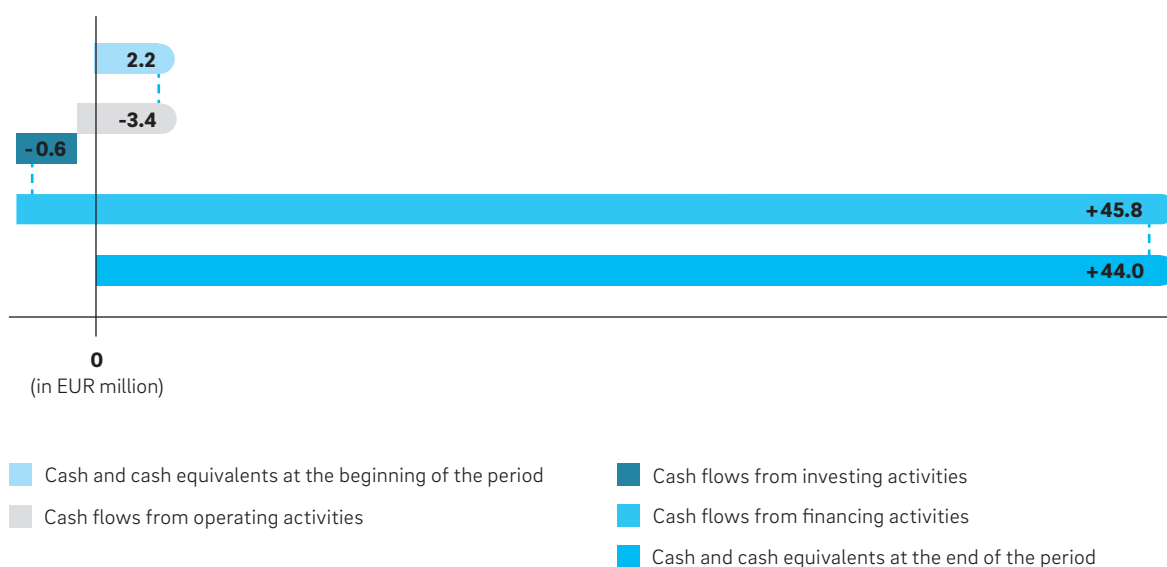 2.2
-3.4
-0.6
+45.8
+44.0
0
(in EUR million)
Cash and cash equivalents at the beginning of the period
Cash flows from operating activities
Cash flows from investing activities
Cash flows from financing activities
Cash and cash equivalents at the end of the period